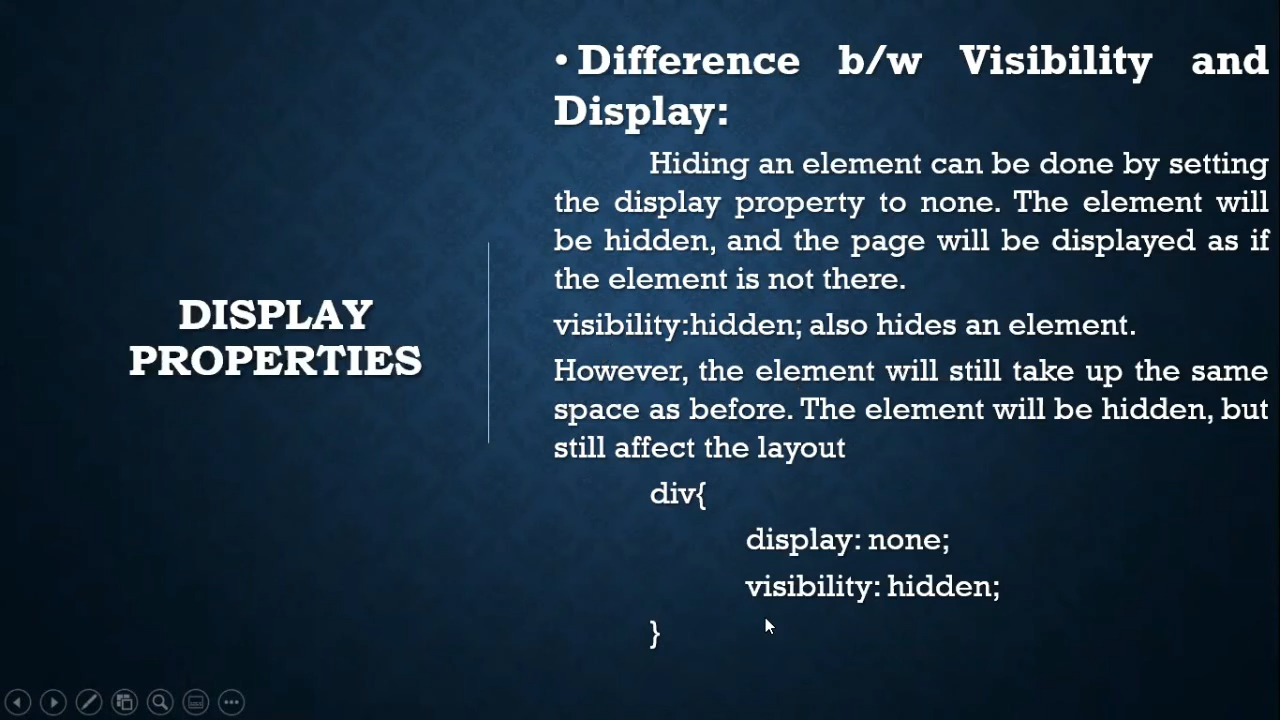 DISPLAY
PROPERTIES
• Difference b/w Visibility and
Display:
Hiding an element can be done by setting
the display property to none. The element will
be hidden, and the page will be displayed as if
the element is not there.
visibility:hidden; also hides an element.
However, the element will still take up the same
space as before. The element will be hidden, but
still affect the layout
div{
display: none;
visibility: hidden;
}